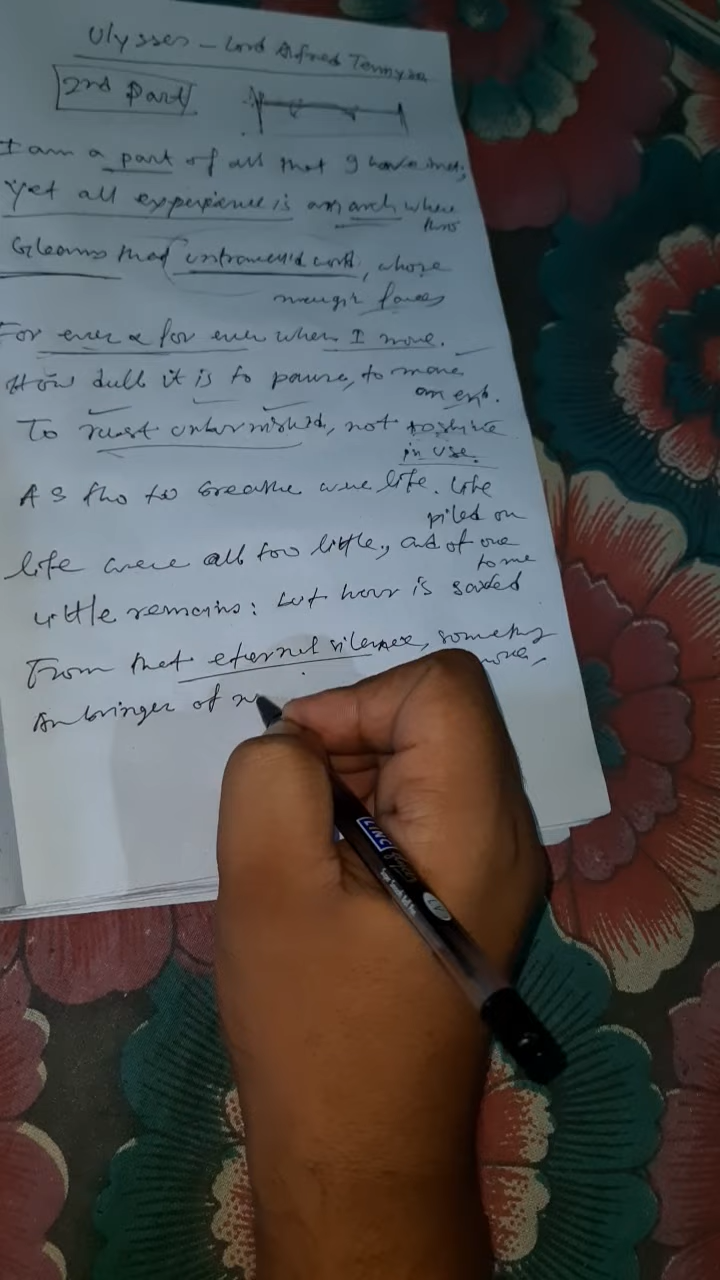 Ulysses - Lord Alfred Tennyson
2nd Part
I am a part of all that I have met;
Yet all experience is an arch where
thro
Gleams that untravell'd world, whose
margin fades
For ever & for ever when I move.
How dull it is to pause, to make
an end.
To rust unburnish'd, not to shine
in use.
As tho to breathe were life. Life
piled on
life were all too little, and of one
to me
little remains: but hour is saved
From that eternal silence, something
more,
An bringer of n
LINC